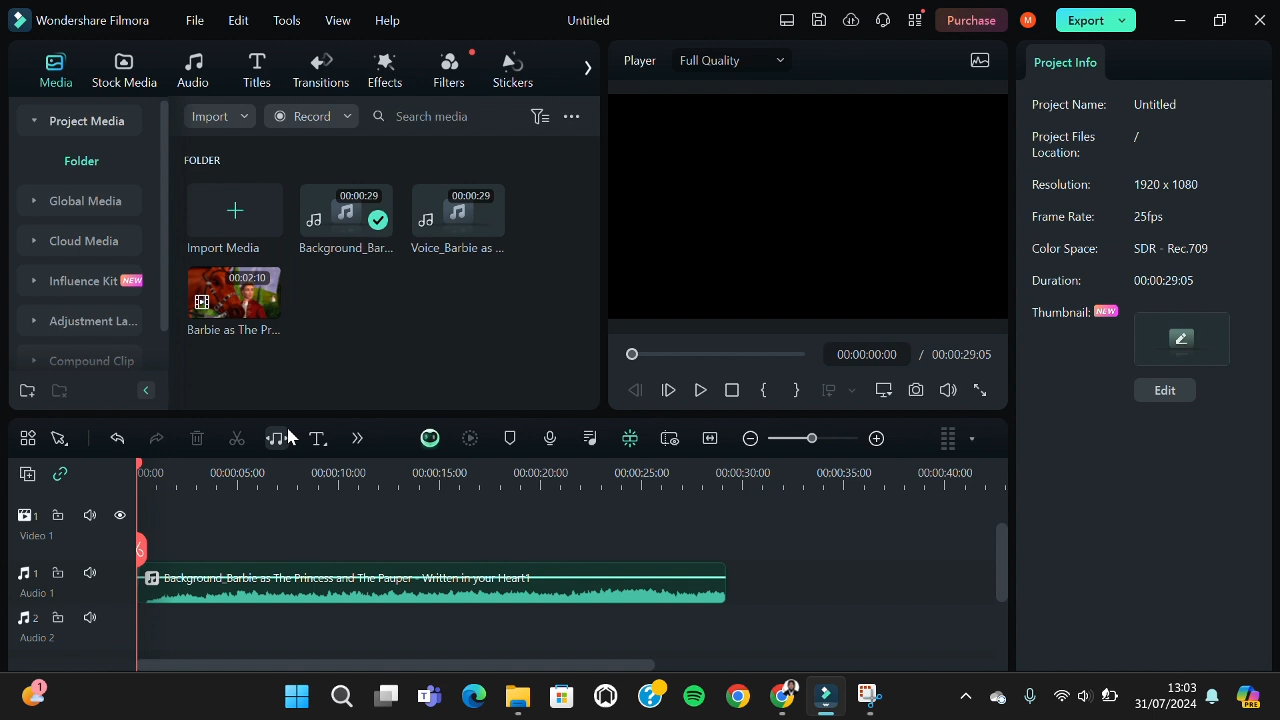 Wondershare Filmora File Edit Tools View Help Untitled Purchase M Export
Media Stock Media Audio Titles Transitions Effects Filters Stickers
Player Full Quality
Project Info
Import Record Search media
Project Media
Folder
Global Media
Cloud Media
Influence Kit NEW
Adjustment La...
Compound Clip
FOLDER
Import Media
00:00:29
Background_Bar...
00:00:29
Voice_Barbie as ...
00:02:10
Barbie as The Pr...
00:00:00:00 / 00:00:29:05
Project Name: Untitled
Project Files Location: /
Resolution: 1920 x 1080
Frame Rate: 25fps
Color Space: SDR - Rec.709
Duration: 00:00:29:05
Thumbnail: NEW
Edit
00:00 00:00:05:00 00:00:10:00 00:00:15:00 00:00:20:00 00:00:25:00 00:00:30:00 00:00:35:00 00:00:40:00
1
Video 1
1
Audio 1
Background_Barbie as The Princess and The Pauper - Written in your Heart1
2
Audio 2
1
13:03
31/07/2024
PRE